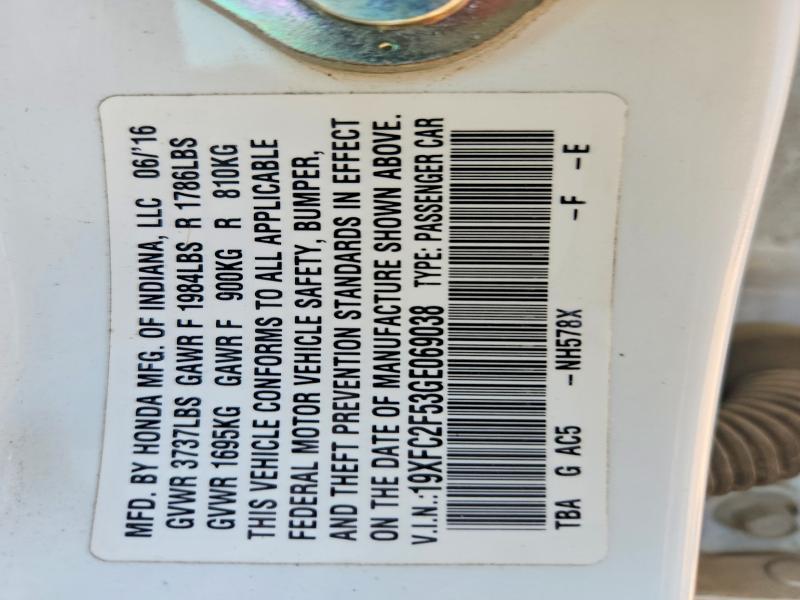 MFD. BY HONDA MFG. OF INDIANA, LLC 06/'16
GVWR 3737LBS GAWR F 1984LBS R 1786LBS
GVWR 1695KG GAWR F 900KG R 810KG
THIS VEHICLE CONFORMS TO ALL APPLICABLE
FEDERAL MOTOR VEHICLE SAFETY, BUMPER,
AND THEFT PREVENTION STANDARDS IN EFFECT
ON THE DATE OF MANUFACTURE SHOWN ABOVE.
V.I.N.:19XFC2F53GE069038 TYPE: PASSENGER CAR
TBA G AC5 -NH578X -F -E